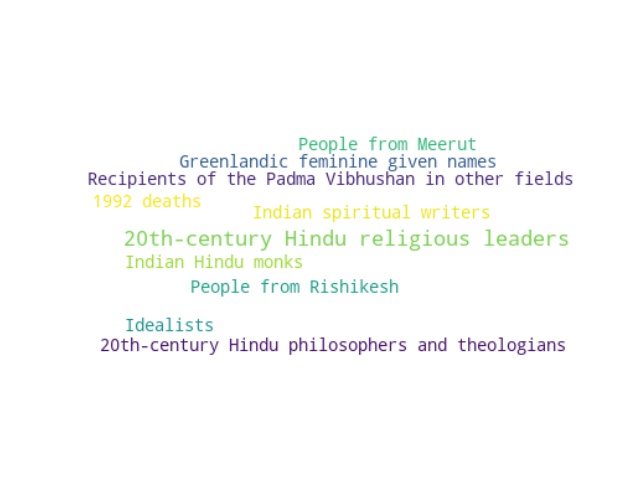 People from Meerut
Greenlandic feminine given names
Recipients of the Padma Vibhushan in other fields
1992 deaths
Indian spiritual writers
20th-century Hindu religious leaders
Indian Hindu monks
People from Rishikesh
Idealists
20th-century Hindu philosophers and theologians